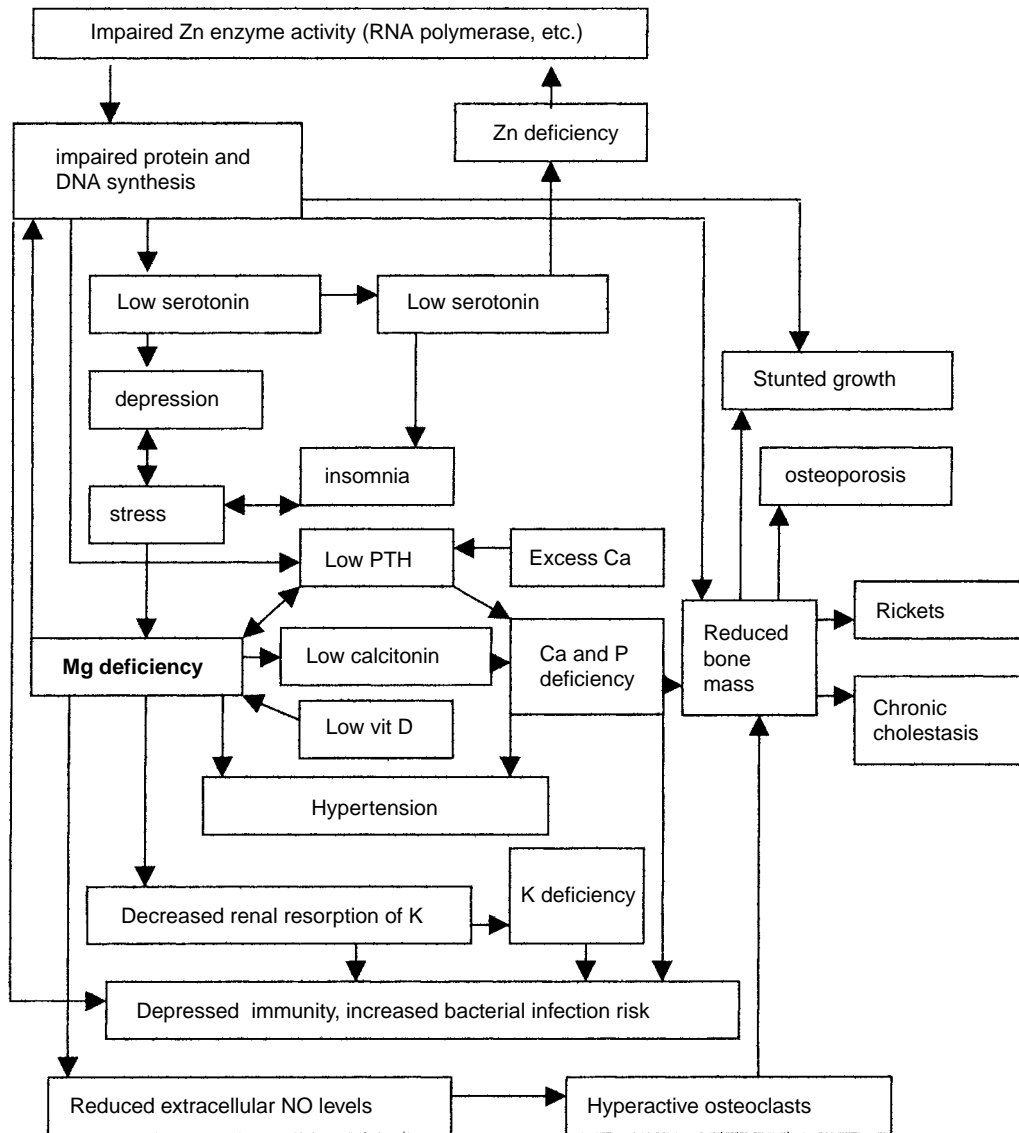 Impaired Zn enzyme activity (RNA polymerase, etc.)
Zn deficiency
impaired protein and
DNA synthesis
Low serotonin
Low serotonin
Stunted growth
depression
insomnia
osteoporosis
stress
Low PTH
Excess Ca
Rickets
Reduced
bone
mass
Mg deficiency
Low calcitonin
Ca and P
deficiency
Low vit D
Chronic
cholestasis
Hypertension
K deficiency
Decreased renal resorption of K
Depressed immunity, increased bacterial infection risk
Reduced extracellular NO levels
Hyperactive osteoclasts